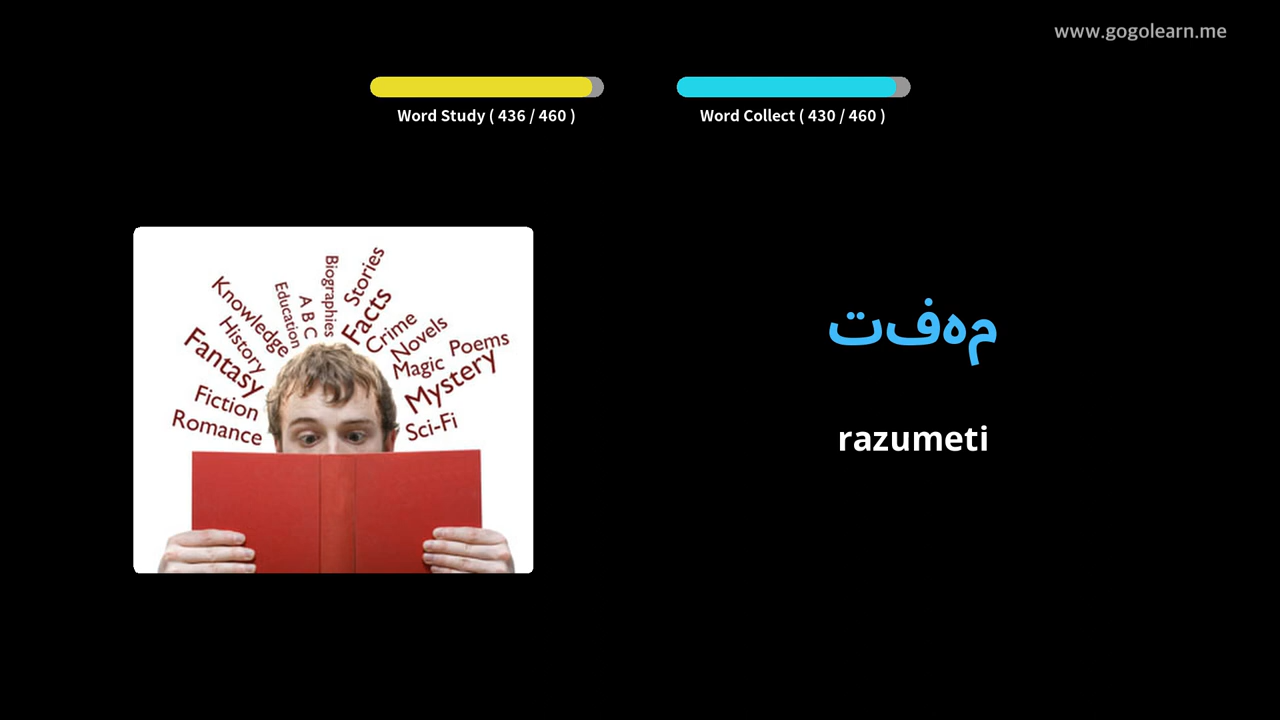 www.gogolearn.me
Word Study ( 436 / 460 )
Word Collect ( 430 / 460 )
Biographies
Stories
Education
A B C
Facts
Knowledge
Crime
History
Novels
Poems
Fantasy
Magic
Mystery
Fiction
Romance
Sci-Fi
م‌ه‌ف‌ت
razumeti